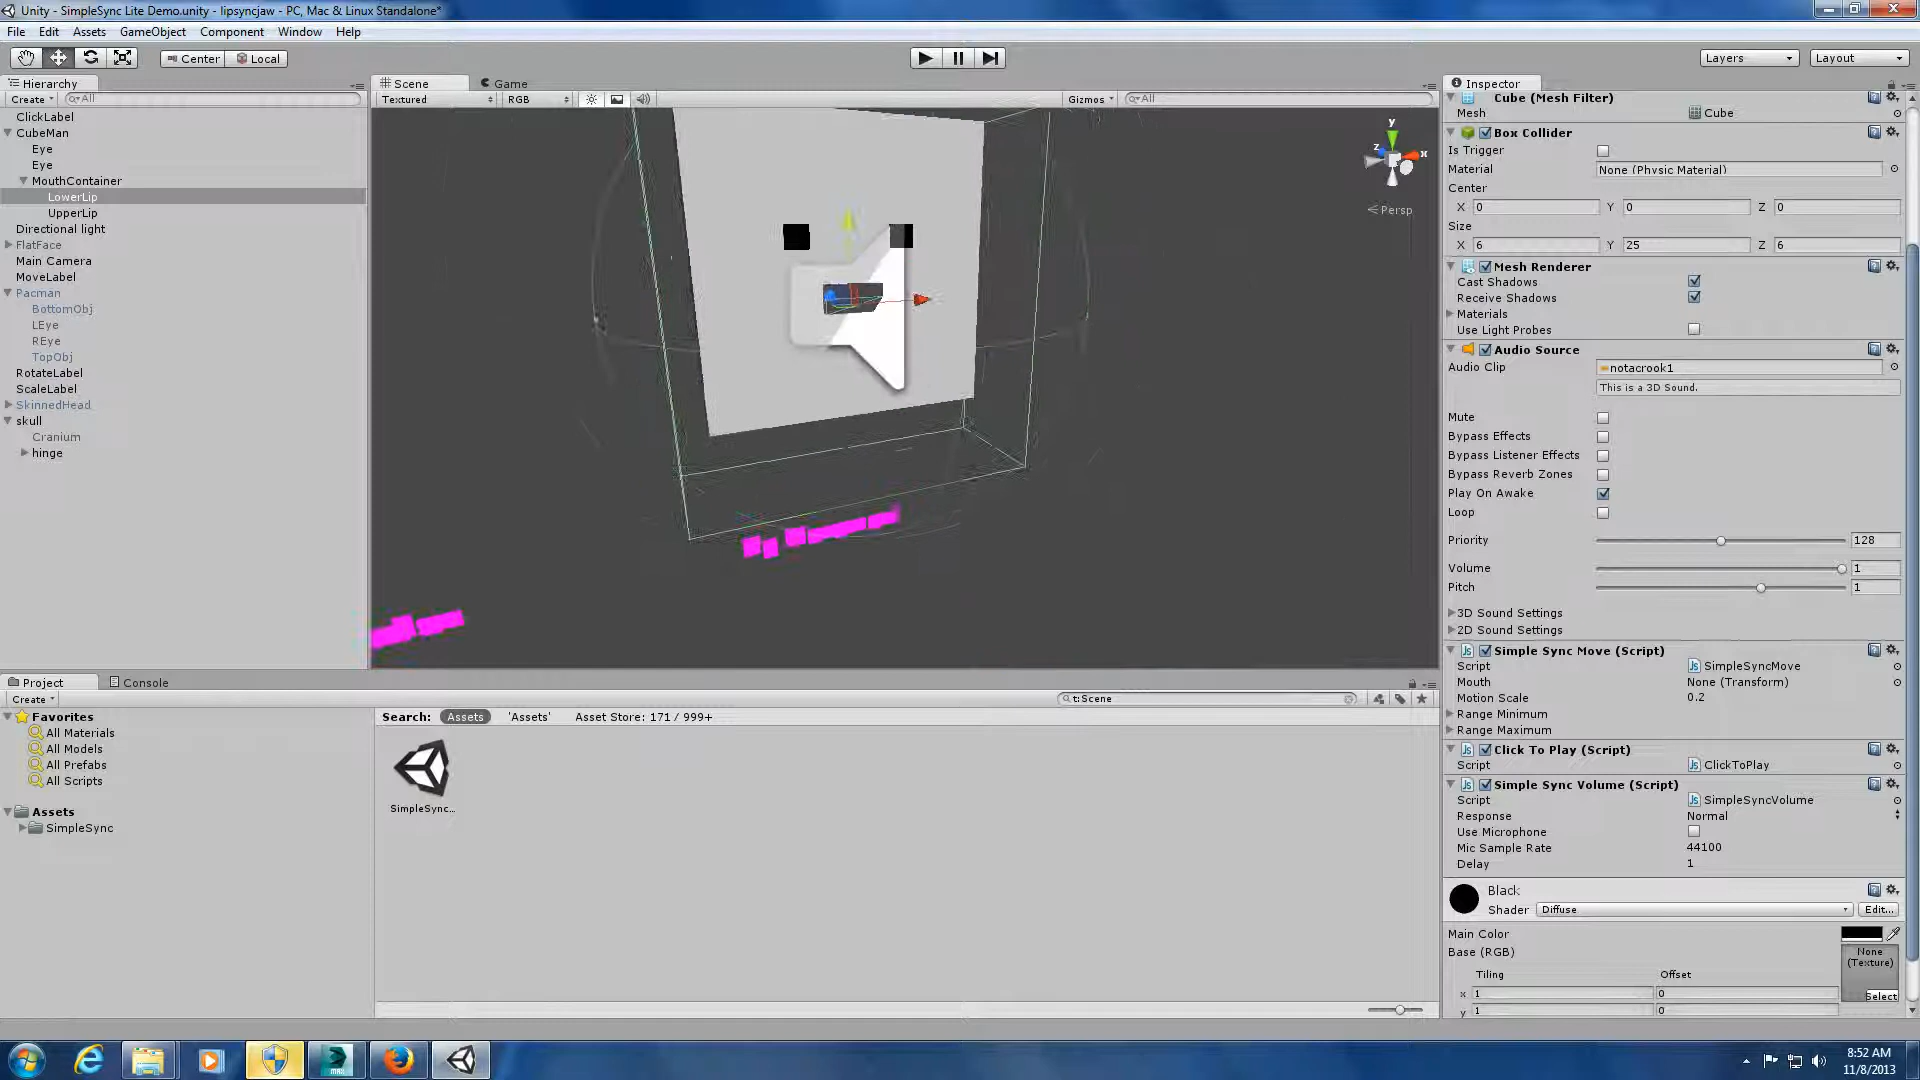 Unity - SimpleSync Lite Demo.unity - lipsyncjaw - PC, Mac & Linux Standalone*
File Edit Assets GameObject Component Window Help
Center Local
Layers Layout
Hierarchy
Create All
ClickLabel
CubeMan
Eye
Eye
MouthContainer
LowerLip
UpperLip
Directional light
FlatFace
Main Camera
MoveLabel
Pacman
BottomObj
LEye
REye
TopObj
RotateLabel
ScaleLabel
SkinnedHead
skull
Cranium
hinge
Scene Game
Textured RGB Gizmos All
y
z x
Persp
Inspector
Cube (Mesh Filter)
Mesh Cube
Box Collider
Is Trigger
Material None (Physic Material)
Center
X 0 Y 0 Z 0
Size
X 6 Y 25 Z 6
Mesh Renderer
Cast Shadows
Receive Shadows
Materials
Use Light Probes
Audio Source
Audio Clip notacrook1
This is a 3D Sound.
Mute
Bypass Effects
Bypass Listener Effects
Bypass Reverb Zones
Play On Awake
Loop
Priority 128
Volume 1
Pitch 1
3D Sound Settings
2D Sound Settings
Simple Sync Move (Script)
Script SimpleSyncMove
Mouth None (Transform)
Motion Scale 0.2
Range Minimum
Range Maximum
Click To Play (Script)
Script ClickToPlay
Simple Sync Volume (Script)
Script SimpleSyncVolume
Response Normal
Use Microphone
Mic Sample Rate 44100
Delay 1
Black
Shader Diffuse Edit...
Main Color
Base (RGB)
None
(Texture)
Tiling Offset
x 1 0
Select
y 1 0
Project Console
Create t:Scene
Favorites
All Materials
All Models
All Prefabs
All Scripts
Assets
SimpleSync
Search: Assets 'Assets' Asset Store: 171 / 999+
SimpleSync...
8:52 AM
11/8/2013